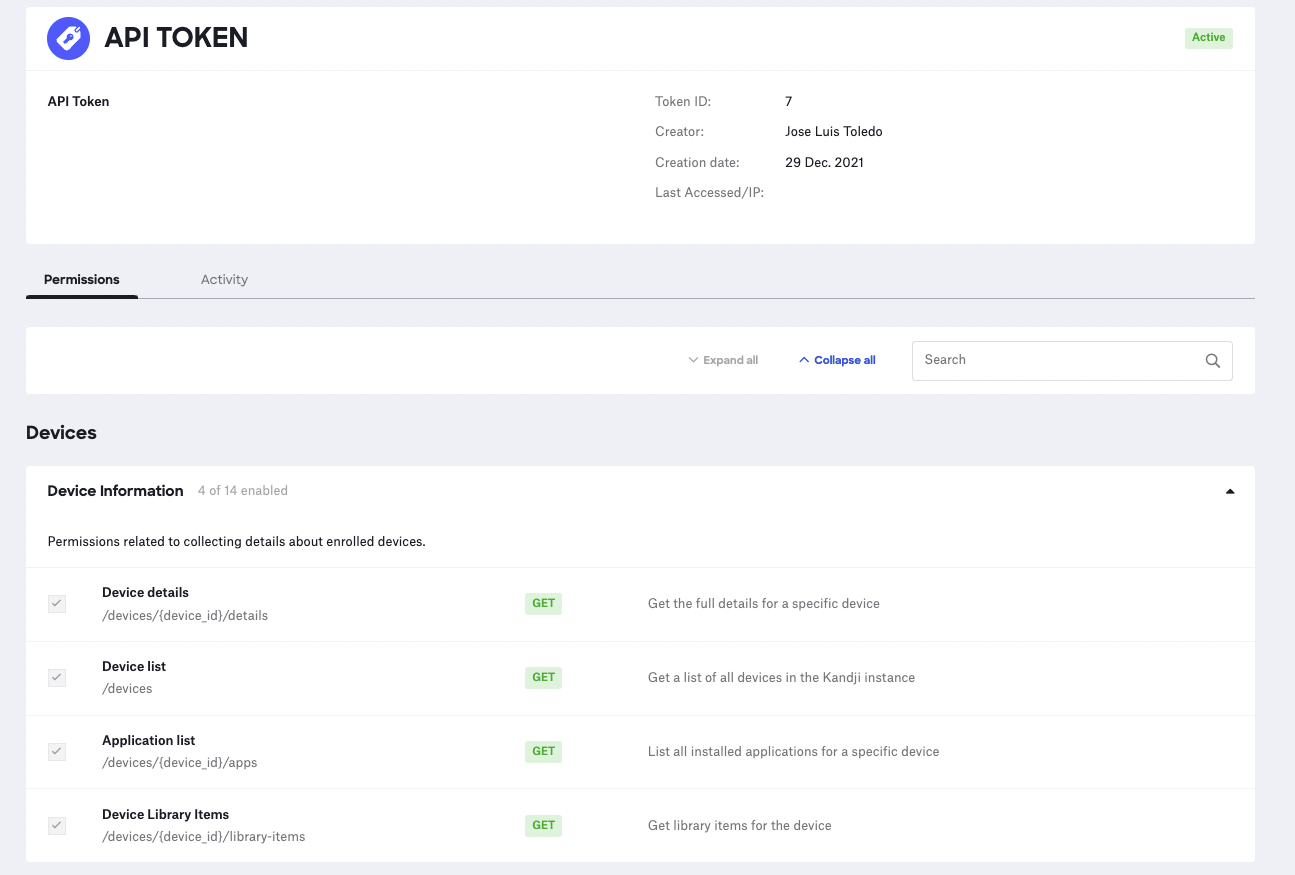 API TOKEN
Active
API Token
Token ID: 7
Creator: Jose Luis Toledo
Creation date: 29 Dec. 2021
Last Accessed/IP:
Permissions Activity
Expand all Collapse all Search
Devices
Device Information 4 of 14 enabled
Permissions related to collecting details about enrolled devices.
Device details
/devices/{device_id}/details
GET
Get the full details for a specific device
Device list
/devices
GET
Get a list of all devices in the Kandji instance
Application list
/devices/{device_id}/apps
GET
List all installed applications for a specific device
Device Library Items
/devices/{device_id}/library-items
GET
Get library items for the device